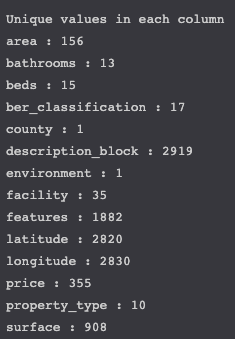 Unique values in each column
area : 156
bathrooms : 13
beds : 15
ber_classification : 17
county : 1
description_block : 2919
environment : 1
facility : 35
features : 1882
latitude : 2820
longitude : 2830
price : 355
property_type : 10
surface : 908